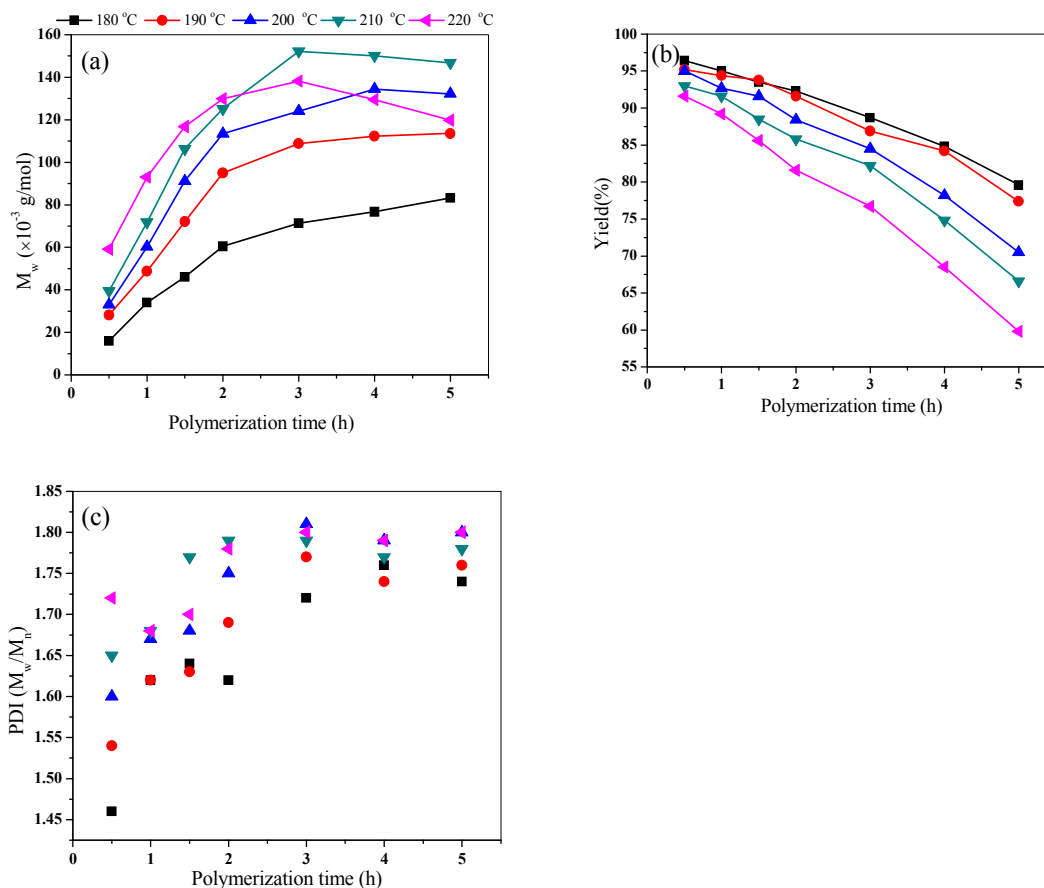 180 °C 190 °C 200 °C 210 °C 220 °C
(a)
160
140
120
100
80
60
40
20
0
M_w (×10⁻³ g/mol)
0 1 2 3 4 5
Polymerization time (h)
(b)
100
95
90
85
80
75
70
65
60
55
Yield(%)
0 1 2 3 4 5
Polymerization time (h)
(c)
1.85
1.80
1.75
1.70
1.65
1.60
1.55
1.50
1.45
PDI (M_w/M_n)
0 1 2 3 4 5
Polymerization time (h)